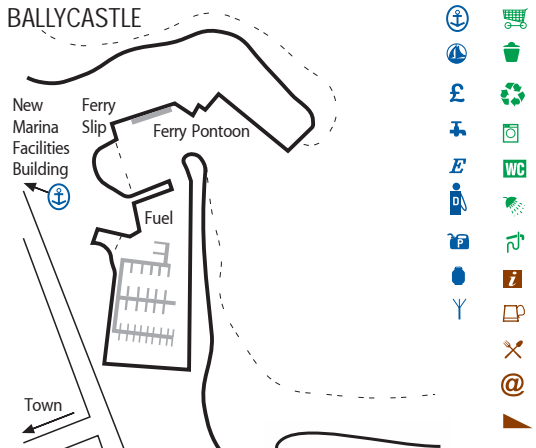 BALLYCASTLE
New
Marina
Facilities
Building
Ferry
Slip
Ferry Pontoon
Fuel
Town
£
E
D
P
WC
i
@